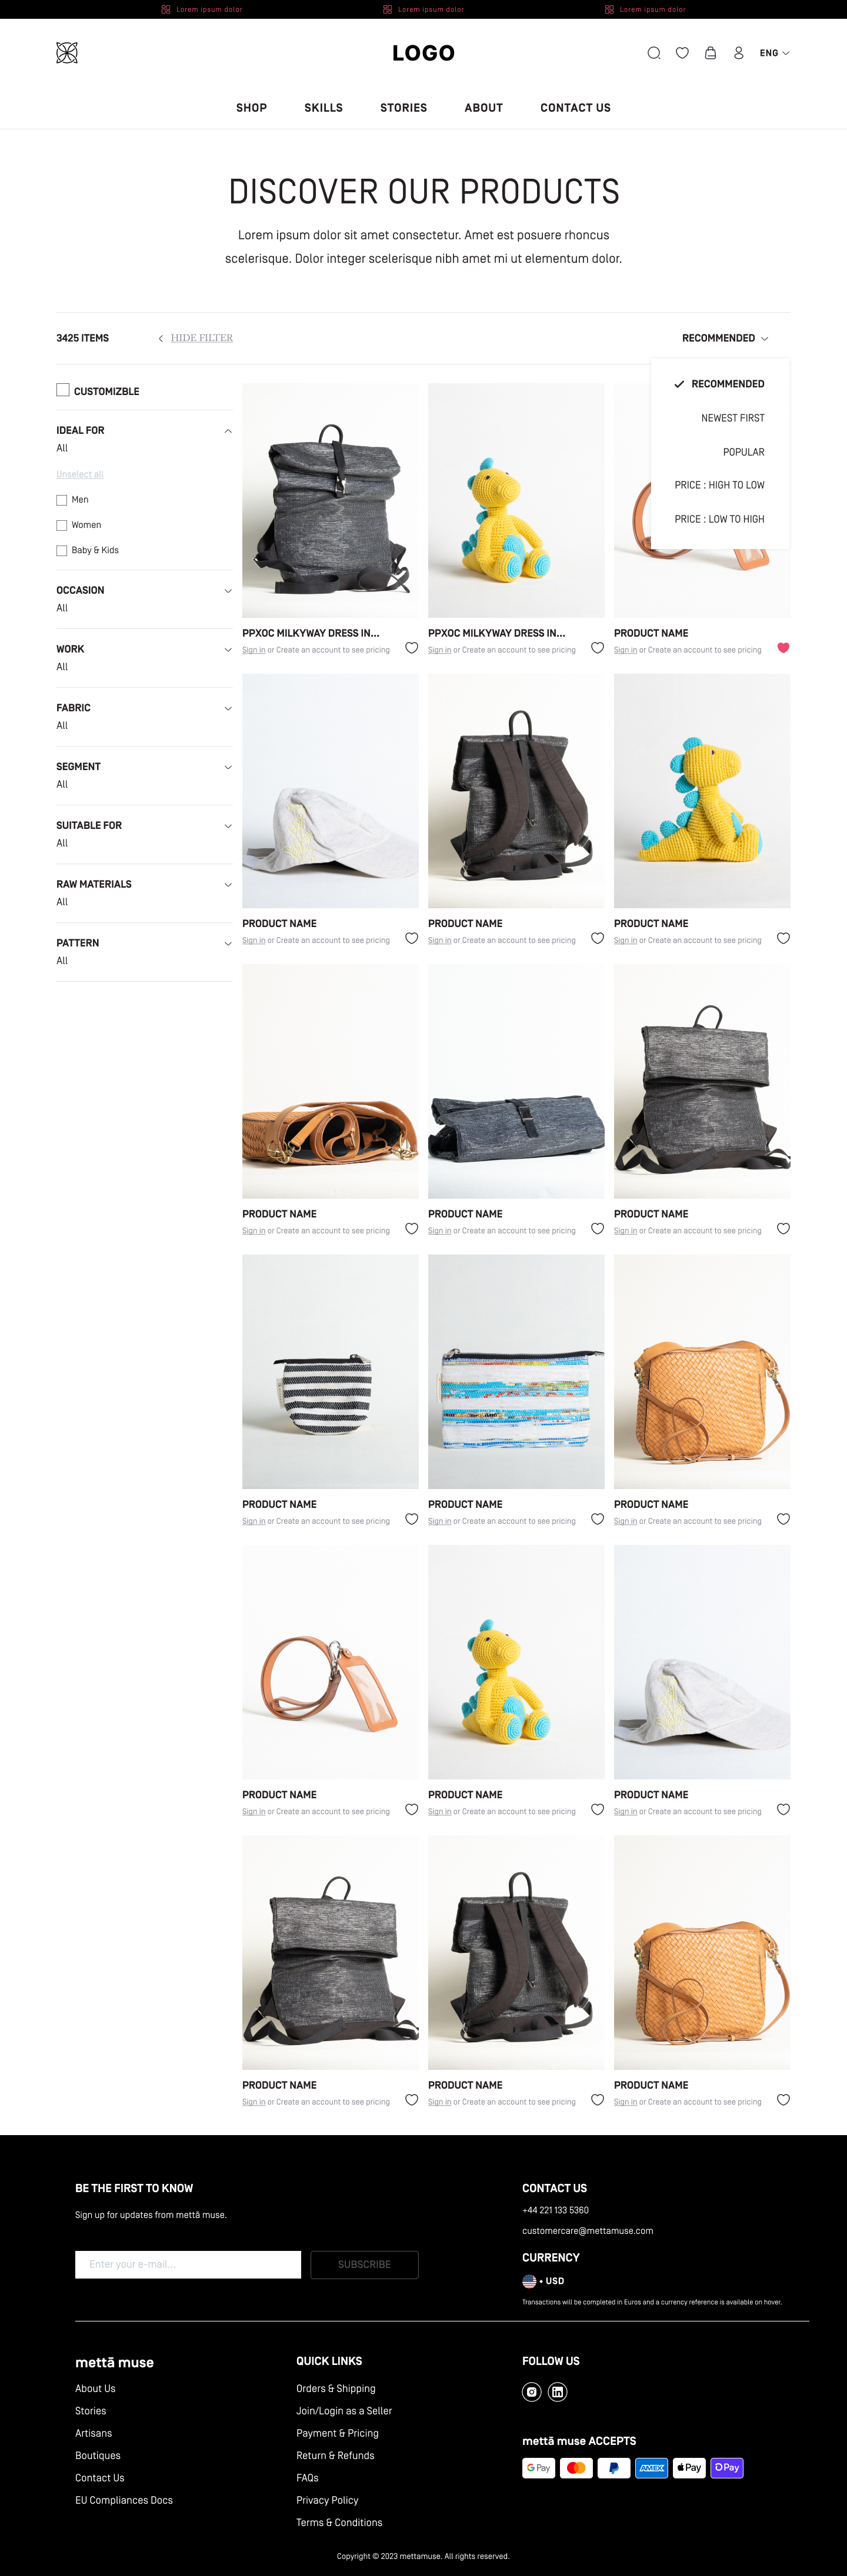 Lorem ipsum dolor
Lorem ipsum dolor
Lorem ipsum dolor
LOGO
ENG
SHOP
SKILLS
STORIES
ABOUT
CONTACT US
DISCOVER OUR PRODUCTS
Lorem ipsum dolor sit amet consectetur. Amet est posuere rhoncus
scelerisque. Dolor integer scelerisque nibh amet mi ut elementum dolor.
3425 ITEMS
HIDE FILTER
RECOMMENDED
RECOMMENDED
NEWEST FIRST
POPULAR
PRICE : HIGH TO LOW
PRICE : LOW TO HIGH
CUSTOMIZBLE
IDEAL FOR
All
Unselect all
Men
Women
Baby & Kids
OCCASION
All
WORK
All
FABRIC
All
SEGMENT
All
SUITABLE FOR
All
RAW MATERIALS
All
PATTERN
All
PPXOC MILKYWAY DRESS IN...
Sign in or Create an account to see pricing
PPXOC MILKYWAY DRESS IN...
Sign in or Create an account to see pricing
PRODUCT NAME
Sign in or Create an account to see pricing
PRODUCT NAME
Sign in or Create an account to see pricing
PRODUCT NAME
Sign in or Create an account to see pricing
PRODUCT NAME
Sign in or Create an account to see pricing
PRODUCT NAME
Sign in or Create an account to see pricing
PRODUCT NAME
Sign in or Create an account to see pricing
PRODUCT NAME
Sign in or Create an account to see pricing
PRODUCT NAME
Sign in or Create an account to see pricing
PRODUCT NAME
Sign in or Create an account to see pricing
PRODUCT NAME
Sign in or Create an account to see pricing
PRODUCT NAME
Sign in or Create an account to see pricing
PRODUCT NAME
Sign in or Create an account to see pricing
PRODUCT NAME
Sign in or Create an account to see pricing
PRODUCT NAME
Sign in or Create an account to see pricing
PRODUCT NAME
Sign in or Create an account to see pricing
PRODUCT NAME
Sign in or Create an account to see pricing
BE THE FIRST TO KNOW
Sign up for updates from mettā muse.
Enter your e-mail...
SUBSCRIBE
CONTACT US
+44 221 133 5360
customercare@mettamuse.com
CURRENCY
USD
Transactions will be completed in Euros and a currency reference is available on hover.
mettā muse
About Us
Stories
Artisans
Boutiques
Contact Us
EU Compliances Docs
QUICK LINKS
Orders & Shipping
Join/Login as a Seller
Payment & Pricing
Return & Refunds
FAQs
Privacy Policy
Terms & Conditions
FOLLOW US
in
mettā muse ACCEPTS
G Pay
AMEX
Pay
Pay
Copyright © 2023 mettamuse. All rights reserved.